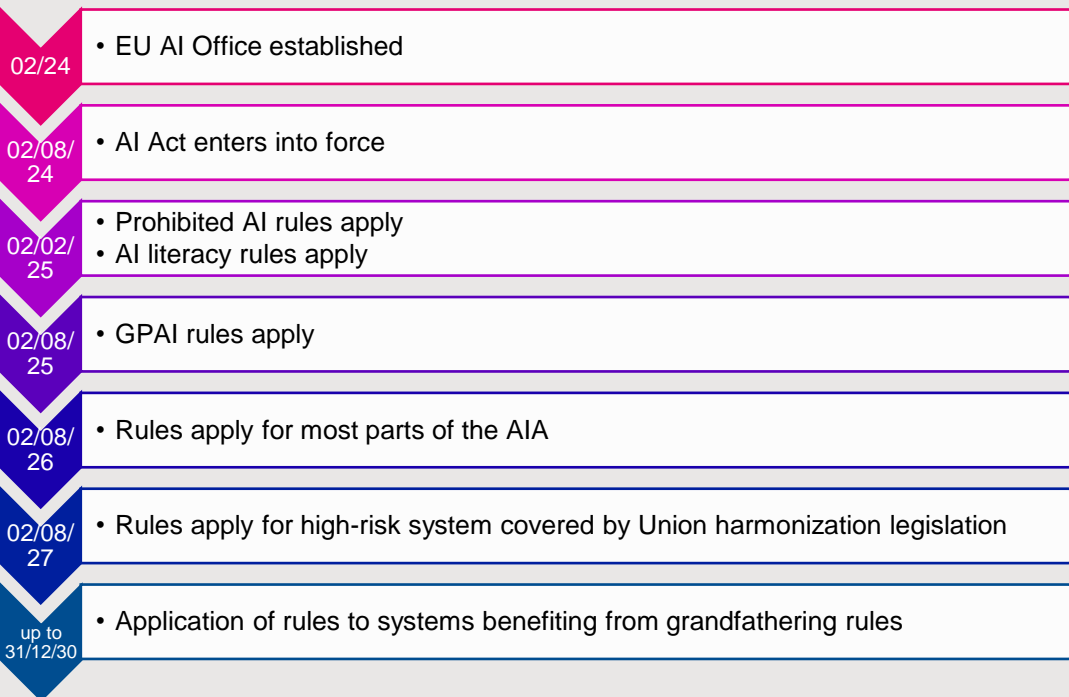 02/24
• EU AI Office established
02/08/
24
• AI Act enters into force
02/02/
25
• Prohibited AI rules apply
• AI literacy rules apply
02/08/
25
• GPAI rules apply
02/08/
26
• Rules apply for most parts of the AIA
02/08/
27
• Rules apply for high-risk system covered by Union harmonization legislation
up to
31/12/30
• Application of rules to systems benefiting from grandfathering rules